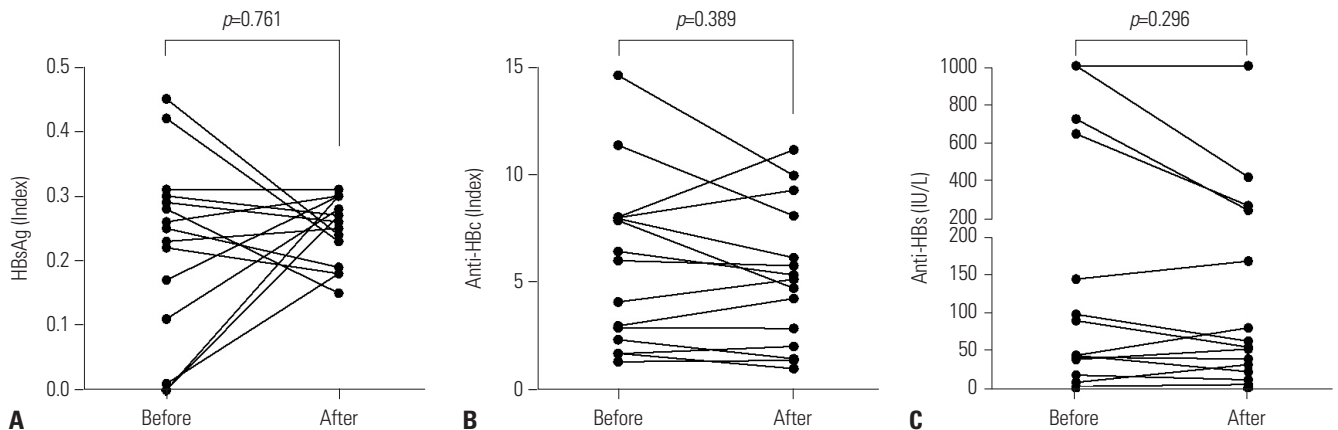 p=0.761
HBsAg (Index)
0.5
0.4
0.3
0.2
0.1
0.0
Before
After
A
p=0.389
Anti-HBc (Index)
15
10
5
0
Before
After
B
p=0.296
Anti-HBs (IU/L)
1000
800
600
400
200
200
150
100
50
0
Before
After
C